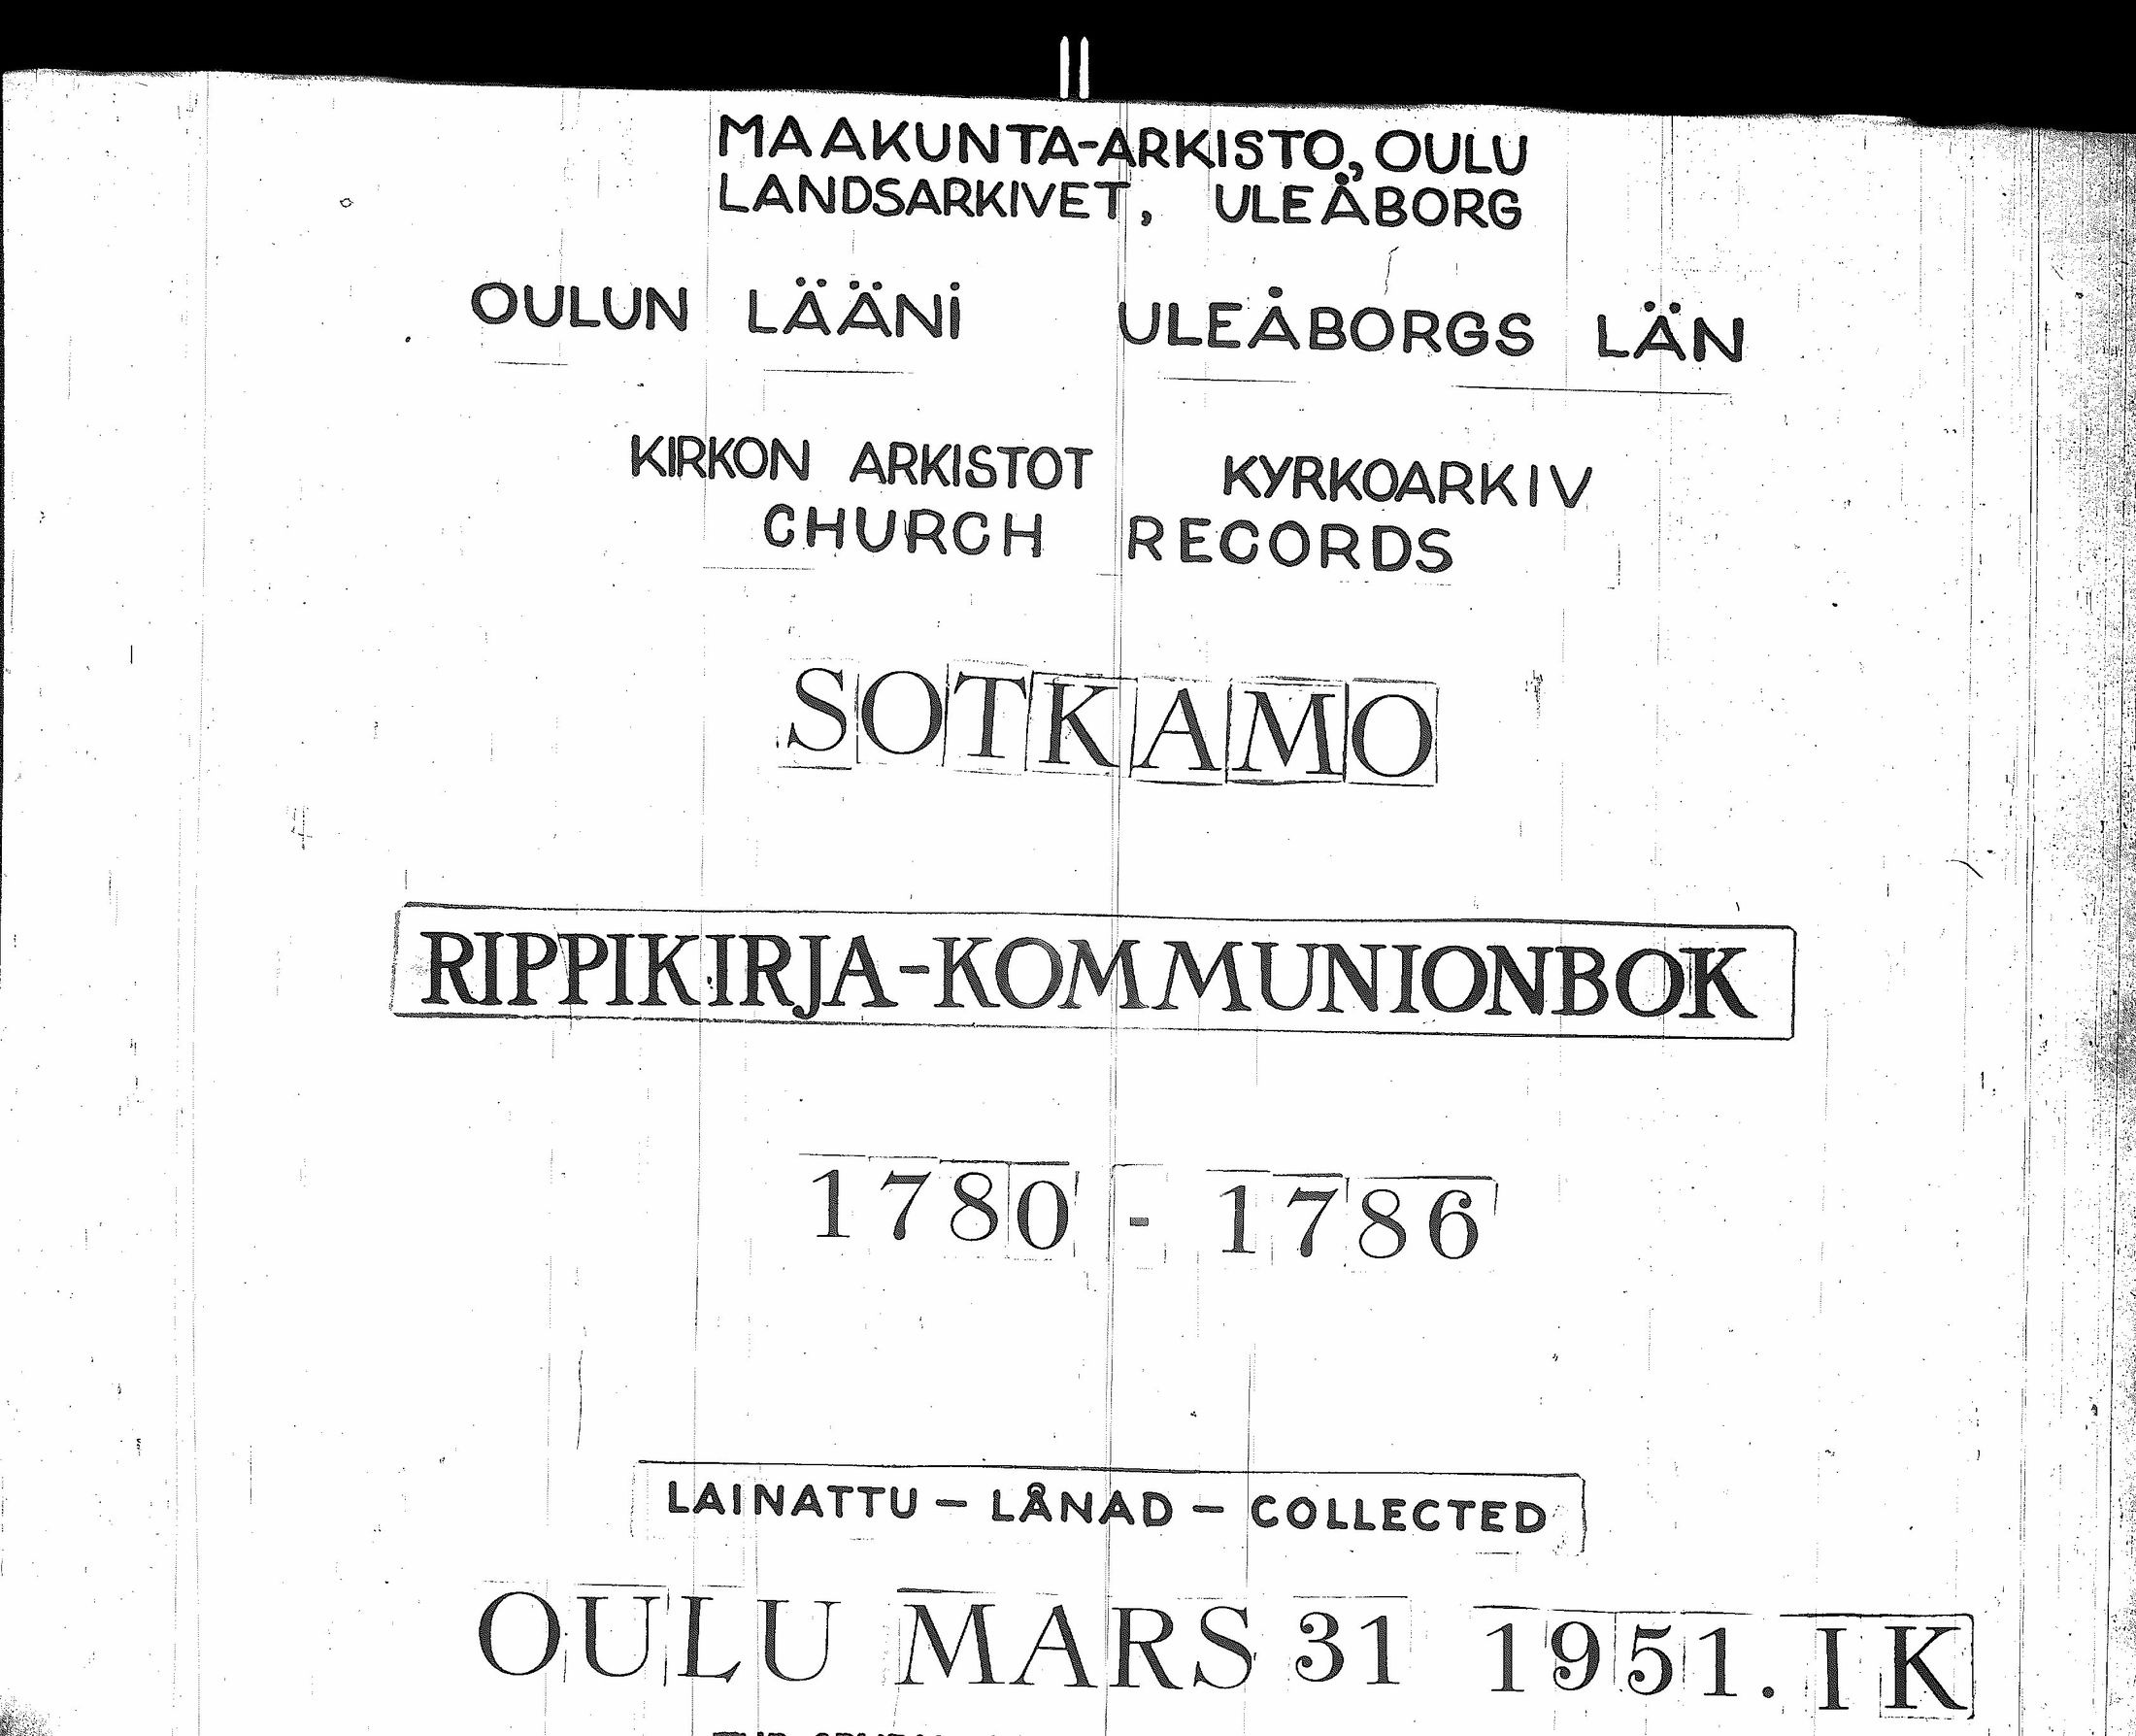 MAAKUNTA-ARKISTO, OULU
LANDSARKIVET, ULEÅBORG
OULUN LÄÄNI ULEÅBORGS LÄN
KIRKON ARKISTOT KYRKOARKIV
CHURCH RECORDS
SOTKAMO
RIPPIKIRJA-KOMMUNIONBOK
1780 - 1786
LAINATTU - LÅNAD - COLLECTED
OULU MARS 31 1951. IK